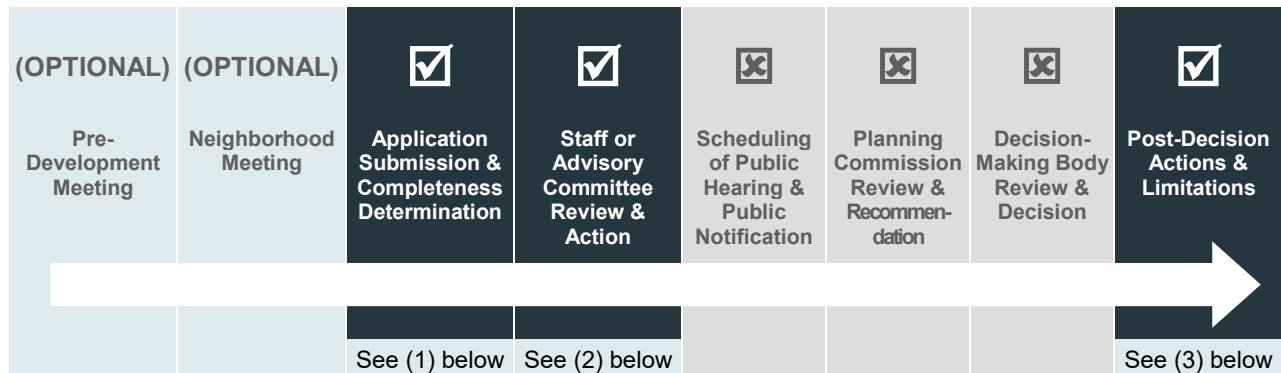 (OPTIONAL)
Pre-
Development
Meeting
(OPTIONAL)
Neighborhood
Meeting
Application
Submission &
Completeness
Determination
See (1) below
Staff or
Advisory
Committee
Review &
Action
See (2) below
Scheduling
of Public
Hearing &
Public
Notification
Planning
Commission
Review &
Recommen-
dation
Decision-
Making Body
Review &
Decision
Post-Decision
Actions &
Limitations
See (3) below